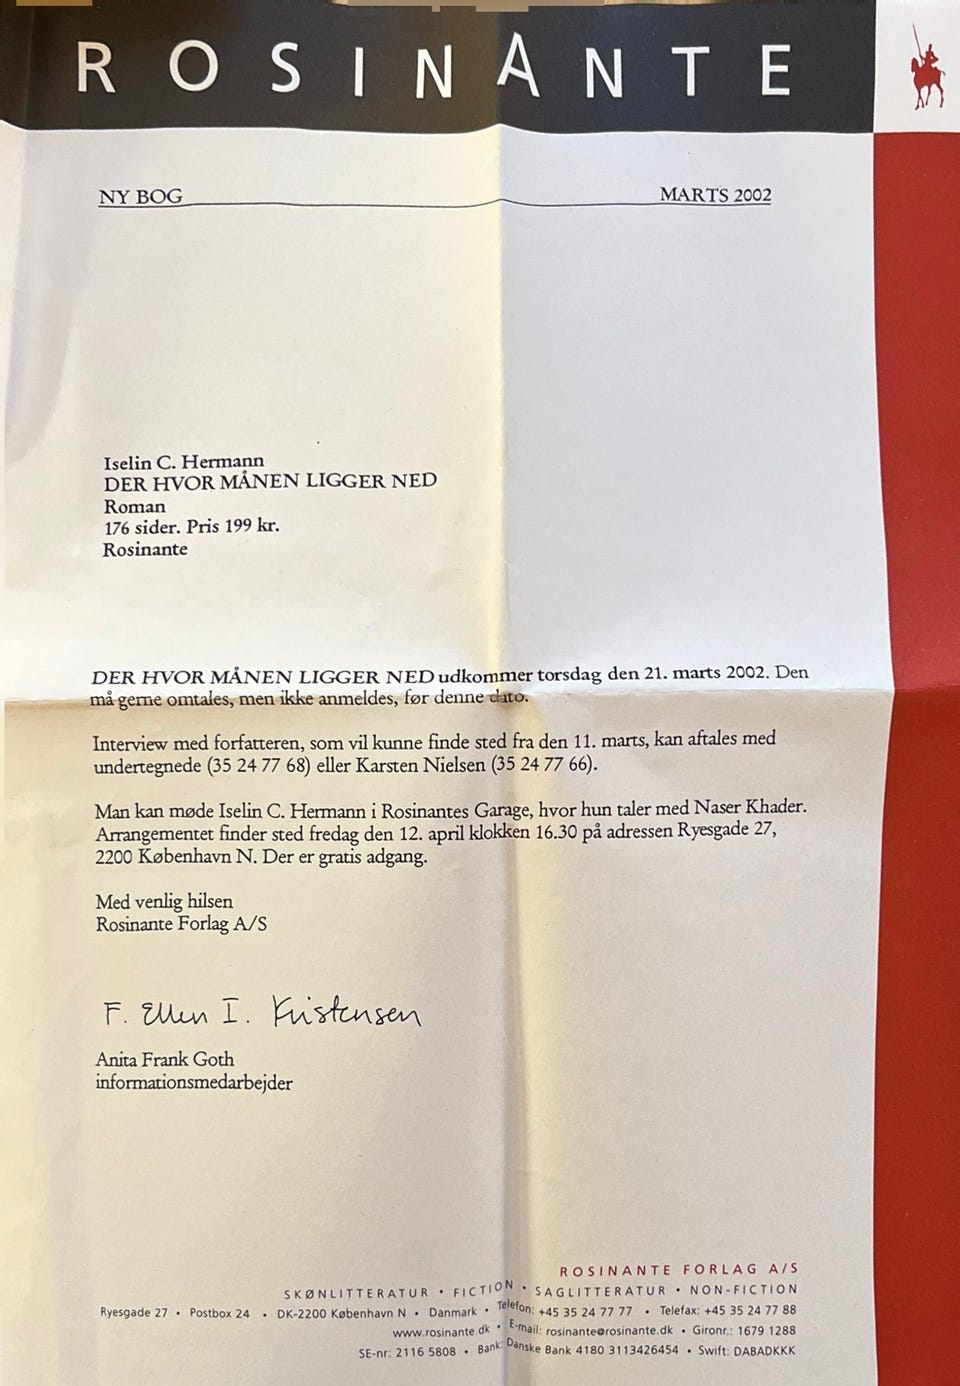 ROSINANTE
NY BOG MARTS 2002
Iselin C. Hermann
DER HVOR MÅNEN LIGGER NED
Roman
176 sider. Pris 199 kr.
Rosinante
DER HVOR MÅNEN LIGGER NED udkommer torsdag den 21. marts 2002. Den
må gerne omtales, men ikke anmeldes, før denne dato.
Interview med forfatteren, som vil kunne finde sted fra den 11. marts, kan aftales med
undertegnede (35 24 77 68) eller Karsten Nielsen (35 24 77 66).
Man kan møde Iselin C. Hermann i Rosinantes Garage, hvor hun taler med Naser Khader.
Arrangementet finder sted fredag den 12. april klokken 16.30 på adressen Ryesgade 27,
2200 København N. Der er gratis adgang.
Med venlig hilsen
Rosinante Forlag A/S
F. Ellen I. Kristensen
Anita Frank Goth
informationsmedarbejder
ROSINANTE FORLAG A/S
SKØNLITTERATUR • FICTION • SAGLITTERATUR • NON-FICTION
Ryesgade 27 • Postbox 24 • DK-2200 København N • Danmark • Telefon: +45 35 24 77 77 • Telefax: +45 35 24 77 88
www.rosinante.dk • E-mail: rosinante@rosinante.dk • Gironr.: 1679 1288
SE-nr: 2116 5808 • Bank: Danske Bank 4180 3113426454 • Swift: DABADKKK